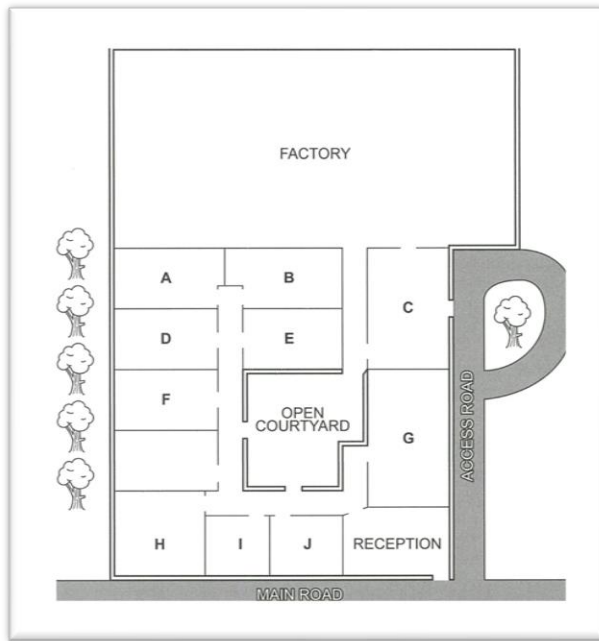 FACTORY
A
B
C
D
E
F
OPEN
COURTYARD
G
ACCESS ROAD
H
I
J
RECEPTION
MAIN ROAD